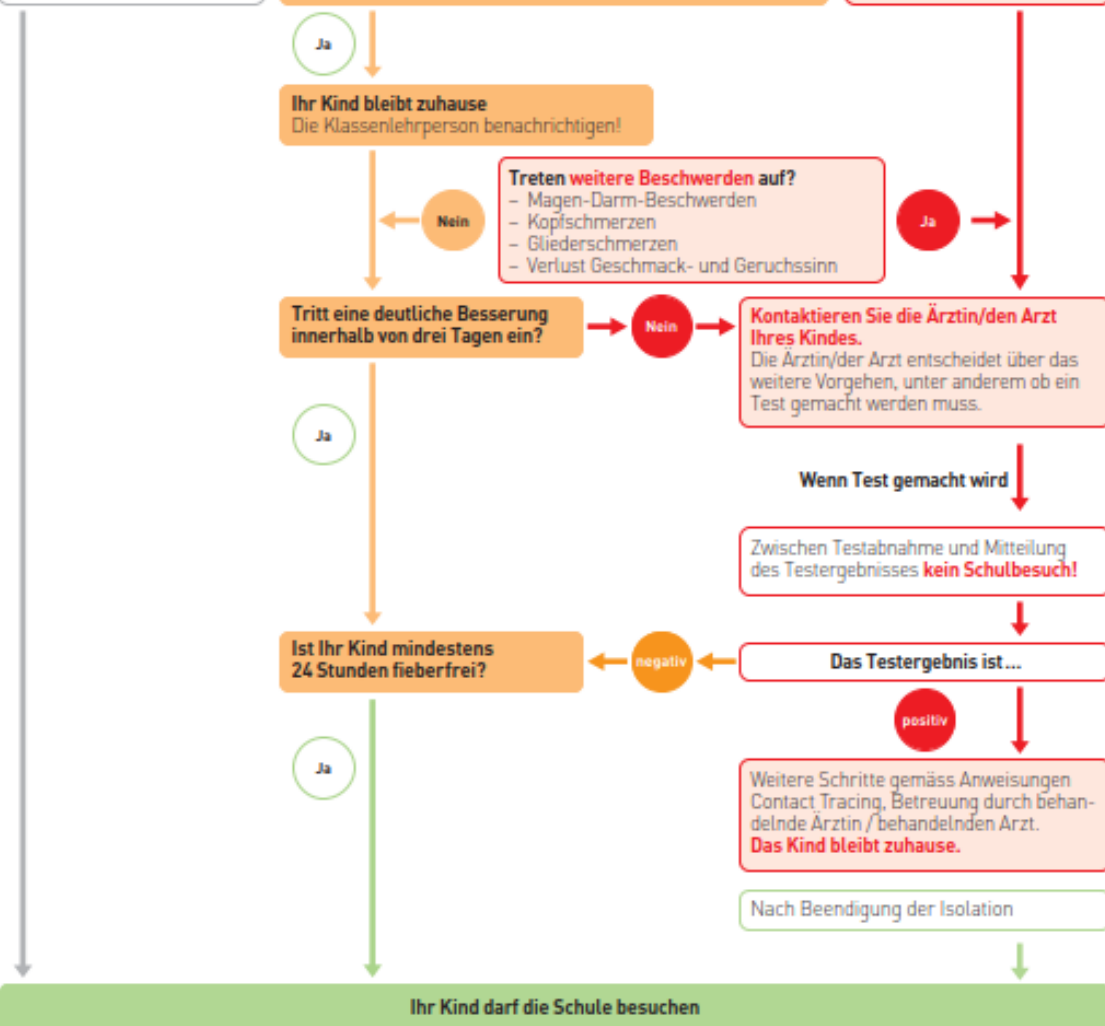 Ja
Ihr Kind bleibt zuhause
Die Klassenlehrperson benachrichtigen!
Nein
Treten weitere Beschwerden auf?
– Magen-Darm-Beschwerden
– Kopfschmerzen
– Gliederschmerzen
– Verlust Geschmack- und Geruchssinn
Ja
Tritt eine deutliche Besserung
innerhalb von drei Tagen ein?
Nein
Kontaktieren Sie die Ärztin/den Arzt
Ihres Kindes.
Die Ärztin/der Arzt entscheidet über das
weitere Vorgehen, unter anderem ob ein
Test gemacht werden muss.
Ja
Wenn Test gemacht wird
Zwischen Testabnahme und Mitteilung
des Testergebnisses kein Schulbesuch!
Ist Ihr Kind mindestens
24 Stunden fieberfrei?
negativ
Das Testergebnis ist ...
positiv
Ja
Weitere Schritte gemäss Anweisungen
Contact Tracing, Betreuung durch behan-
delnde Ärztin / behandelnden Arzt.
Das Kind bleibt zuhause.
Nach Beendigung der Isolation
Ihr Kind darf die Schule besuchen